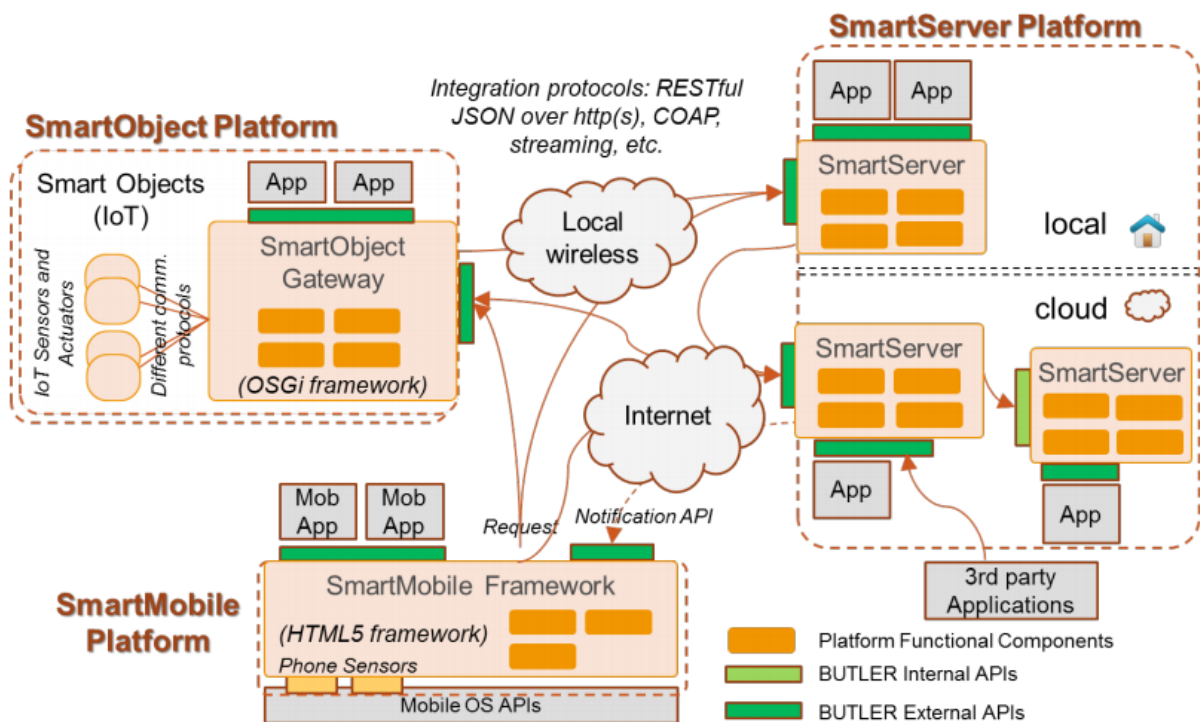 SmartServer Platform
Integration protocols: RESTful
JSON over http(s), COAP,
streaming, etc.
App
App
SmartObject Platform
SmartServer
Smart Objects
(IoT)
App
App
Local
wireless
local
SmartObject
Gateway
IoT Sensors and
Actuators
Different comm.
protocols
(OSGi framework)
cloud
SmartServer
SmartServer
Internet
App
App
Mob
App
Mob
App
Request
Notification API
SmartMobile
Platform
SmartMobile Framework
(HTML5 framework)
Phone Sensors
Mobile OS APIs
3rd party
Applications
Platform Functional Components
BUTLER Internal APIs
BUTLER External APIs